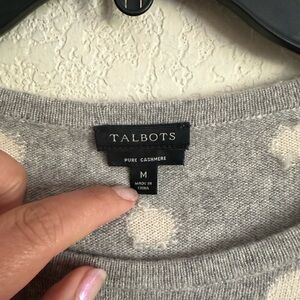 TALBOTS
PURE CASHMERE
M
MADE IN
CHINA